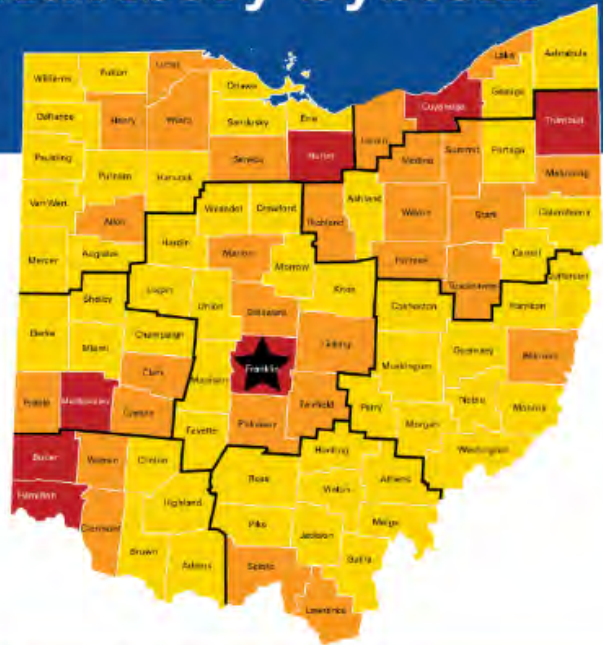 Williams
Fulton
Lucas
Ottawa
Lake
Ashtabula
Geauga
Cuyahoga
Trumbull
Defiance
Henry
Wood
Sandusky
Erie
Lorain
Medina
Summit
Portage
Mahoning
Paulding
Putnam
Hancock
Seneca
Huron
Ashland
Wayne
Stark
Columbiana
Van Wert
Allen
Wyandot
Crawford
Richland
Holmes
Tuscarawas
Carroll
Jefferson
Mercer
Auglaize
Hardin
Marion
Morrow
Knox
Coshocton
Harrison
Shelby
Logan
Union
Delaware
Licking
Guernsey
Belmont
Darke
Miami
Champaign
Clark
Madison
Franklin
Muskingum
Noble
Monroe
Preble
Montgomery
Greene
Fayette
Pickaway
Fairfield
Perry
Morgan
Washington
Butler
Warren
Clinton
Ross
Hocking
Athens
Hamilton
Clermont
Highland
Vinton
Meigs
Pike
Jackson
Brown
Adams
Scioto
Gallia
Lawrence